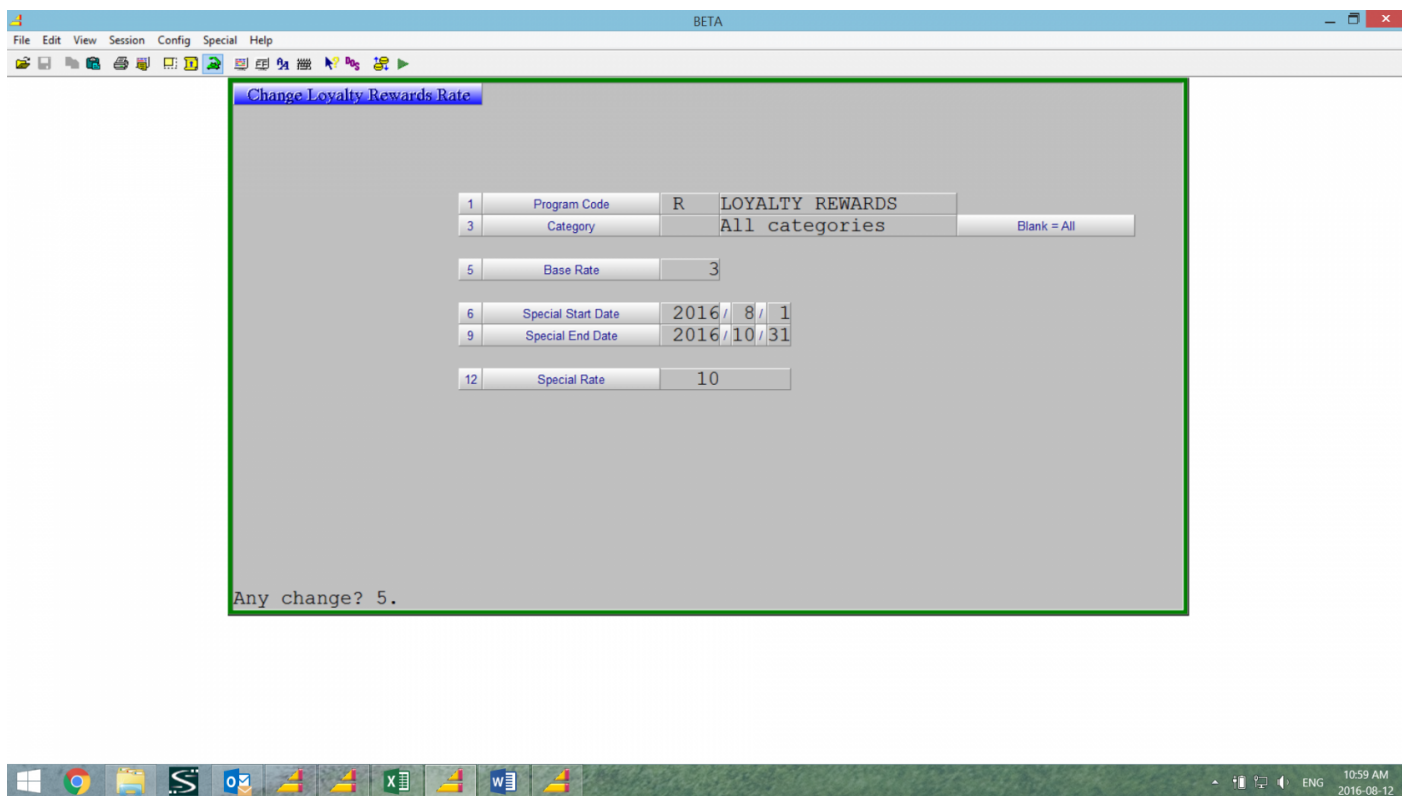 BETA
File Edit View Session Config Special Help
Change Loyalty Rewards Rate
1 Program Code R LOYALTY REWARDS
3 Category All categories Blank = All
5 Base Rate 3
6 Special Start Date 2016/ 8/ 1
9 Special End Date 2016/10/31
12 Special Rate 10
Any change? 5.
ENG 10:59 AM
2016-08-12